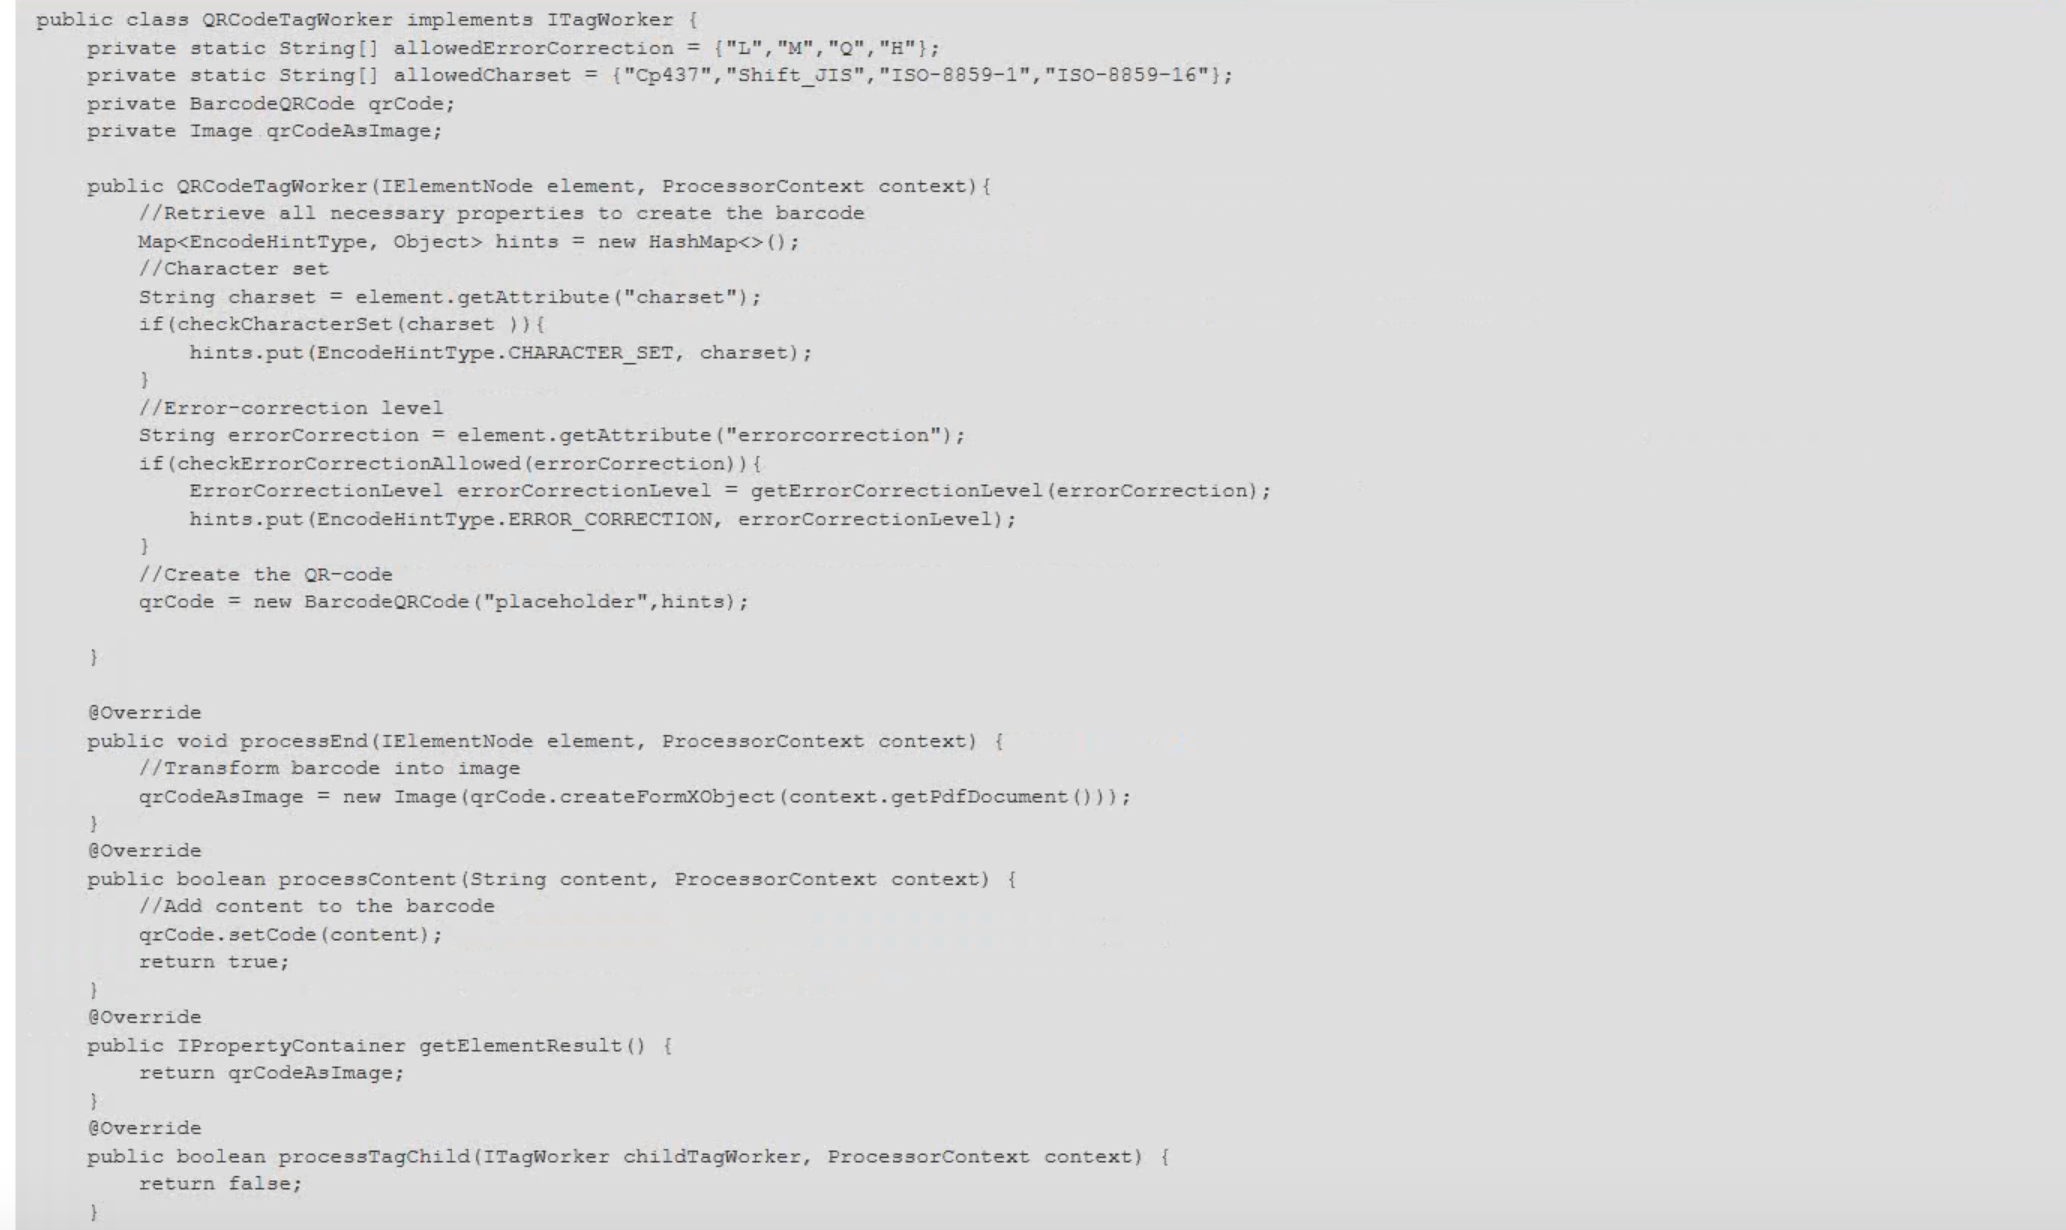 public class QRCodeTagWorker implements ITagWorker {
    private static String[] allowedErrorCorrection = {"L","M","Q","H"};
    private static String[] allowedCharset = {"Cp437","Shift_JIS","ISO-8859-1","ISO-8859-16"};
    private BarcodeQRCode qrCode;
    private Image qrCodeAsImage;

    public QRCodeTagWorker(IElementNode element, ProcessorContext context){
        //Retrieve all necessary properties to create the barcode
        Map<EncodeHintType, Object> hints = new HashMap<>();
        //Character set
        String charset = element.getAttribute("charset");
        if(checkCharacterSet(charset )){
            hints.put(EncodeHintType.CHARACTER_SET, charset);
        }
        //Error-correction level
        String errorCorrection = element.getAttribute("errorcorrection");
        if(checkErrorCorrectionAllowed(errorCorrection)){
            ErrorCorrectionLevel errorCorrectionLevel = getErrorCorrectionLevel(errorCorrection);
            hints.put(EncodeHintType.ERROR_CORRECTION, errorCorrectionLevel);
        }
        //Create the QR-code
        qrCode = new BarcodeQRCode("placeholder",hints);

    }

    @Override
    public void processEnd(IElementNode element, ProcessorContext context) {
        //Transform barcode into image
        qrCodeAsImage = new Image(qrCode.createFormXObject(context.getPdfDocument()));
    }
    @Override
    public boolean processContent(String content, ProcessorContext context) {
        //Add content to the barcode
        qrCode.setCode(content);
        return true;
    }
    @Override
    public IPropertyContainer getElementResult() {
        return qrCodeAsImage;
    }
    @Override
    public boolean processTagChild(ITagWorker childTagWorker, ProcessorContext context) {
        return false;
    }